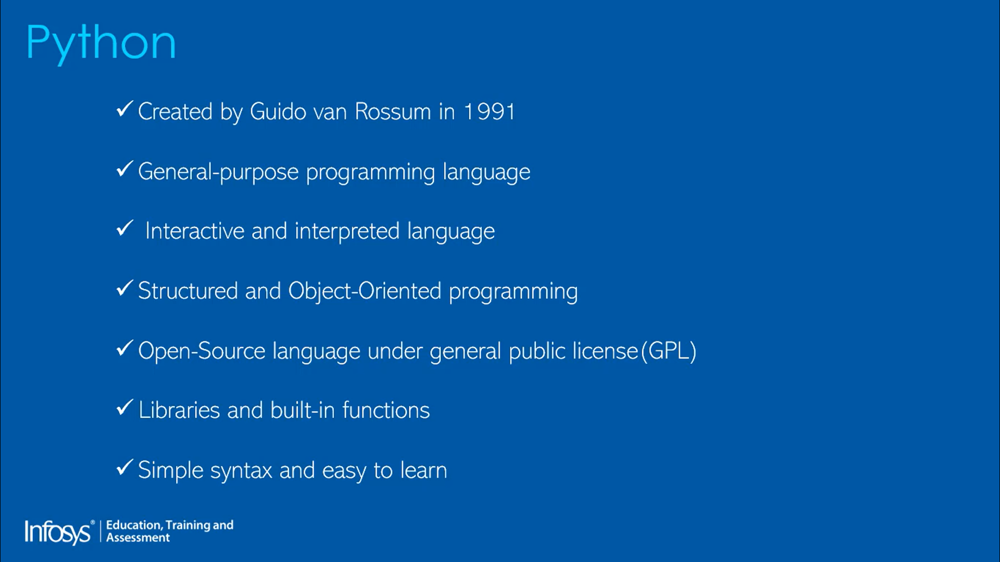 Python
✓ Created by Guido van Rossum in 1991
✓ General-purpose programming language
✓ Interactive and interpreted language
✓ Structured and Object-Oriented programming
✓ Open-Source language under general public license(GPL)
✓ Libraries and built-in functions
✓ Simple syntax and easy to learn
Infosys® | Education, Training and
Assessment